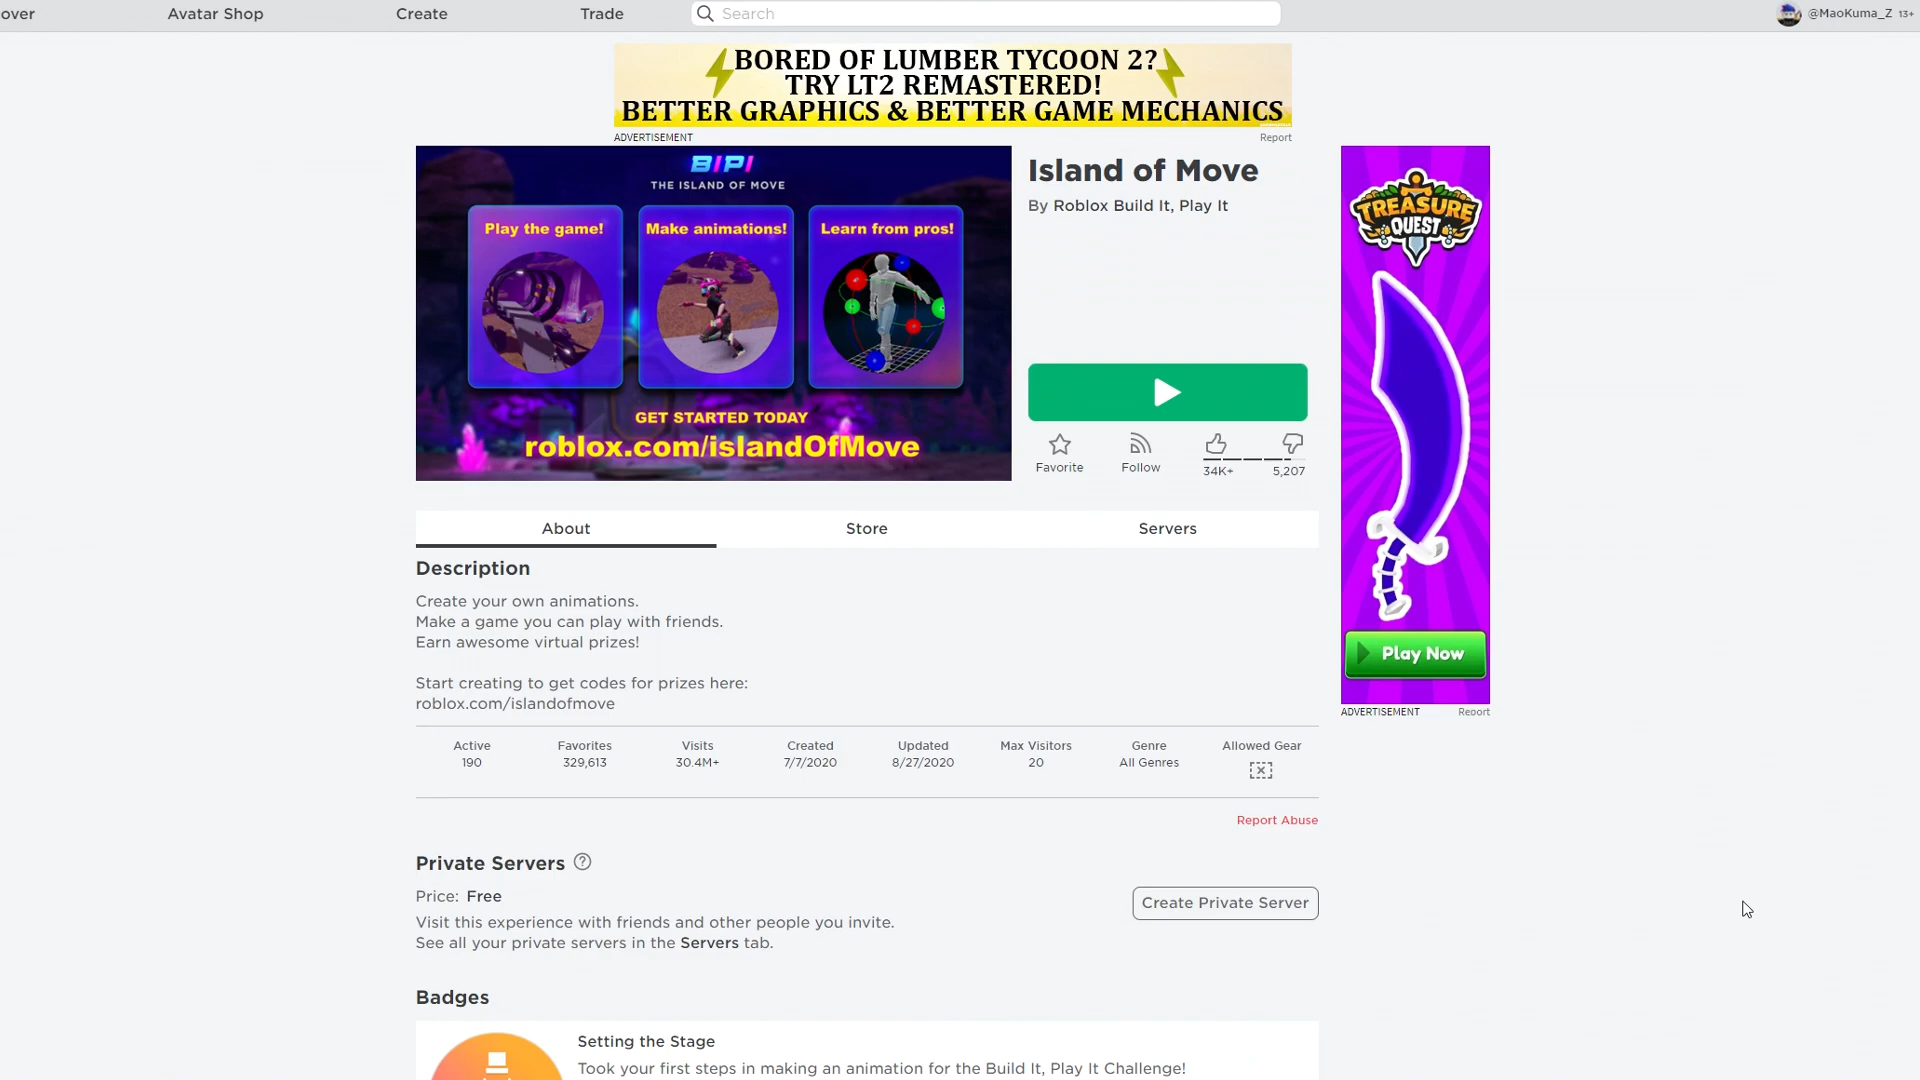 over
Avatar Shop
Create
Trade
Search
@MaoKuma_Z 13+
BORED OF LUMBER TYCOON 2?
TRY LT2 REMASTERED!
BETTER GRAPHICS & BETTER GAME MECHANICS
ADVERTISEMENT
Report
BIPI
THE ISLAND OF MOVE
Play the game!
Make animations!
Learn from pros!
GET STARTED TODAY
roblox.com/islandOfMove
Island of Move
By Roblox Build It, Play It
Favorite
Follow
34K+
5,207
TREASURE
QUEST
Play Now
ADVERTISEMENT
Report
About
Store
Servers
Description
Create your own animations.
Make a game you can play with friends.
Earn awesome virtual prizes!
Start creating to get codes for prizes here:
roblox.com/islandofmove
Active
190
Favorites
329,613
Visits
30.4M+
Created
7/7/2020
Updated
8/27/2020
Max Visitors
20
Genre
All Genres
Allowed Gear
Report Abuse
Private Servers
Price: Free
Visit this experience with friends and other people you invite.
See all your private servers in the Servers tab.
Create Private Server
Badges
Setting the Stage
Took your first steps in making an animation for the Build It, Play It Challenge!